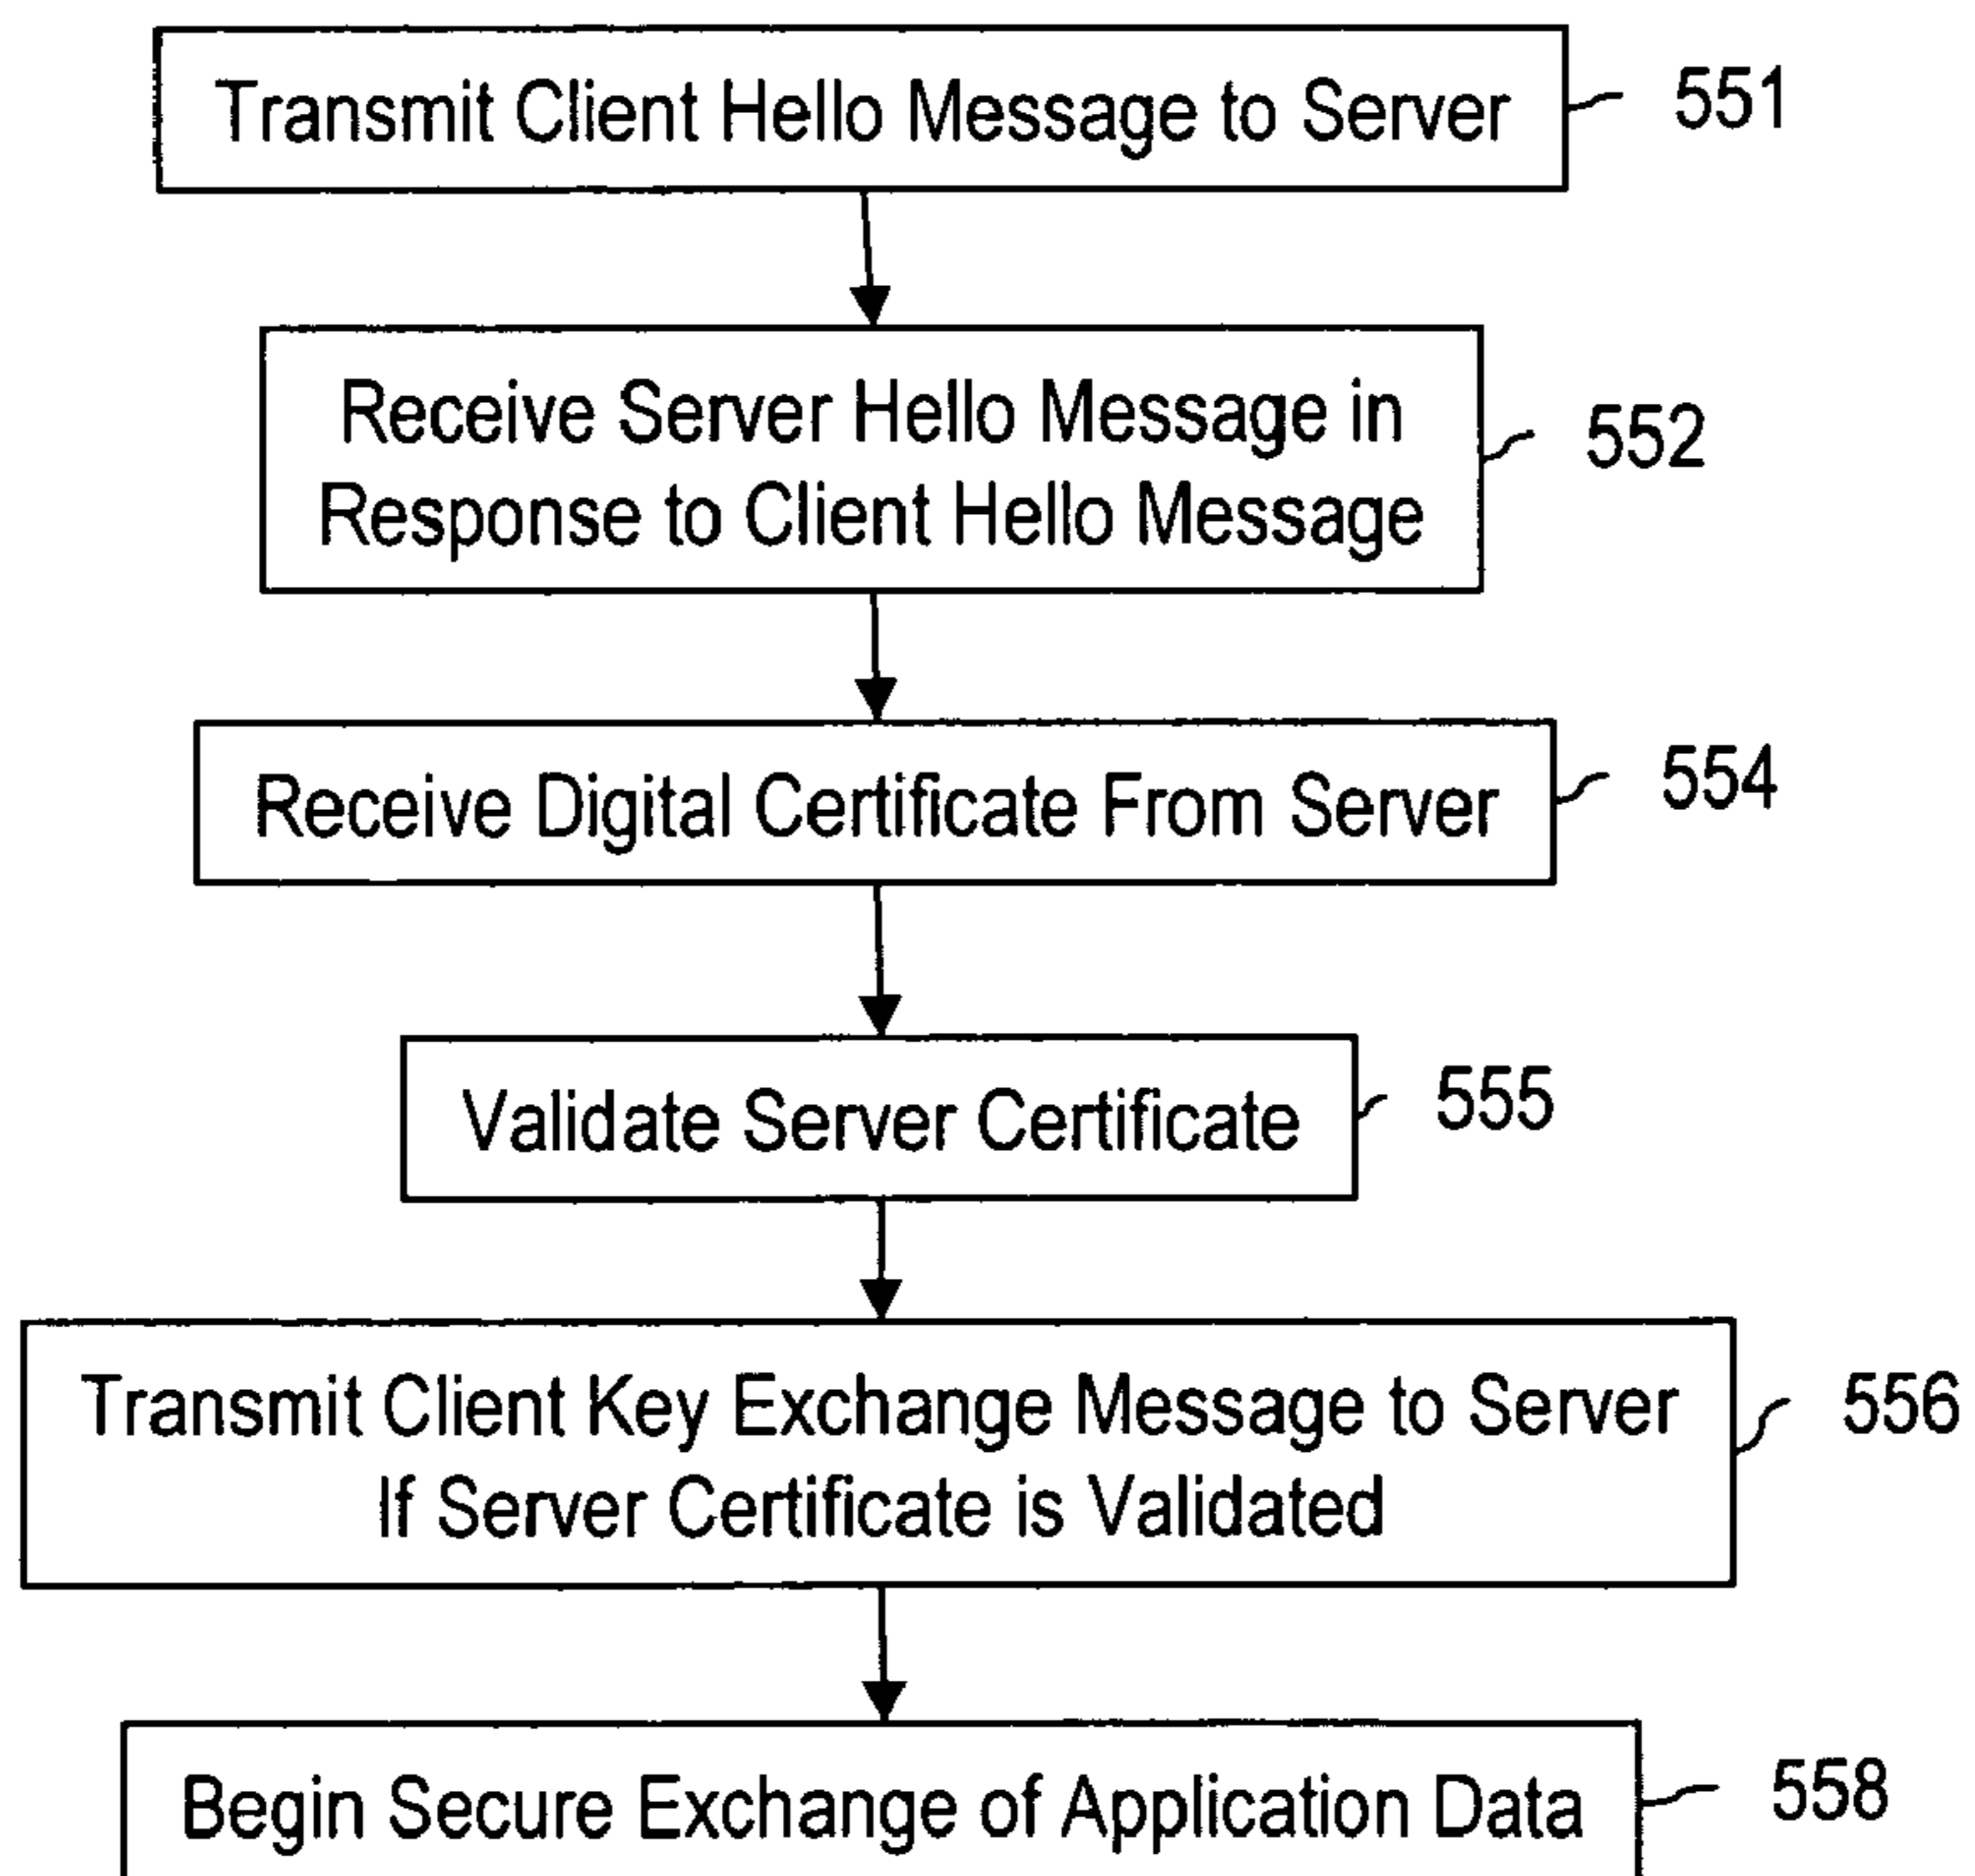 Transmit Client Hello Message to Server
551
Receive Server Hello Message in
Response to Client Hello Message
552
Receive Digital Certificate From Server
554
Validate Server Certificate
555
Transmit Client Key Exchange Message to Server
If Server Certificate is Validated
556
Begin Secure Exchange of Application Data
558